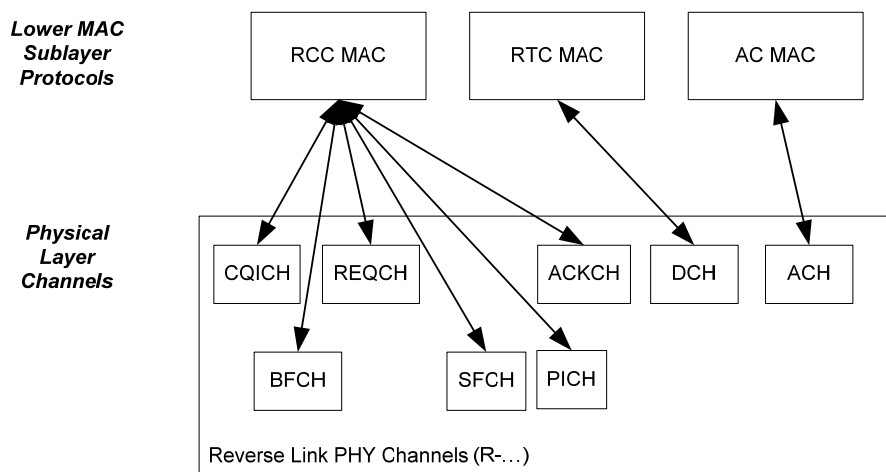 Lower MAC
Sublayer
Protocols
RCC MAC
RTC MAC
AC MAC
Physical
Layer
Channels
CQICH
REQCH
ACKCH
DCH
ACH
BFCH
SFCH
PICH
Reverse Link PHY Channels (R-…)